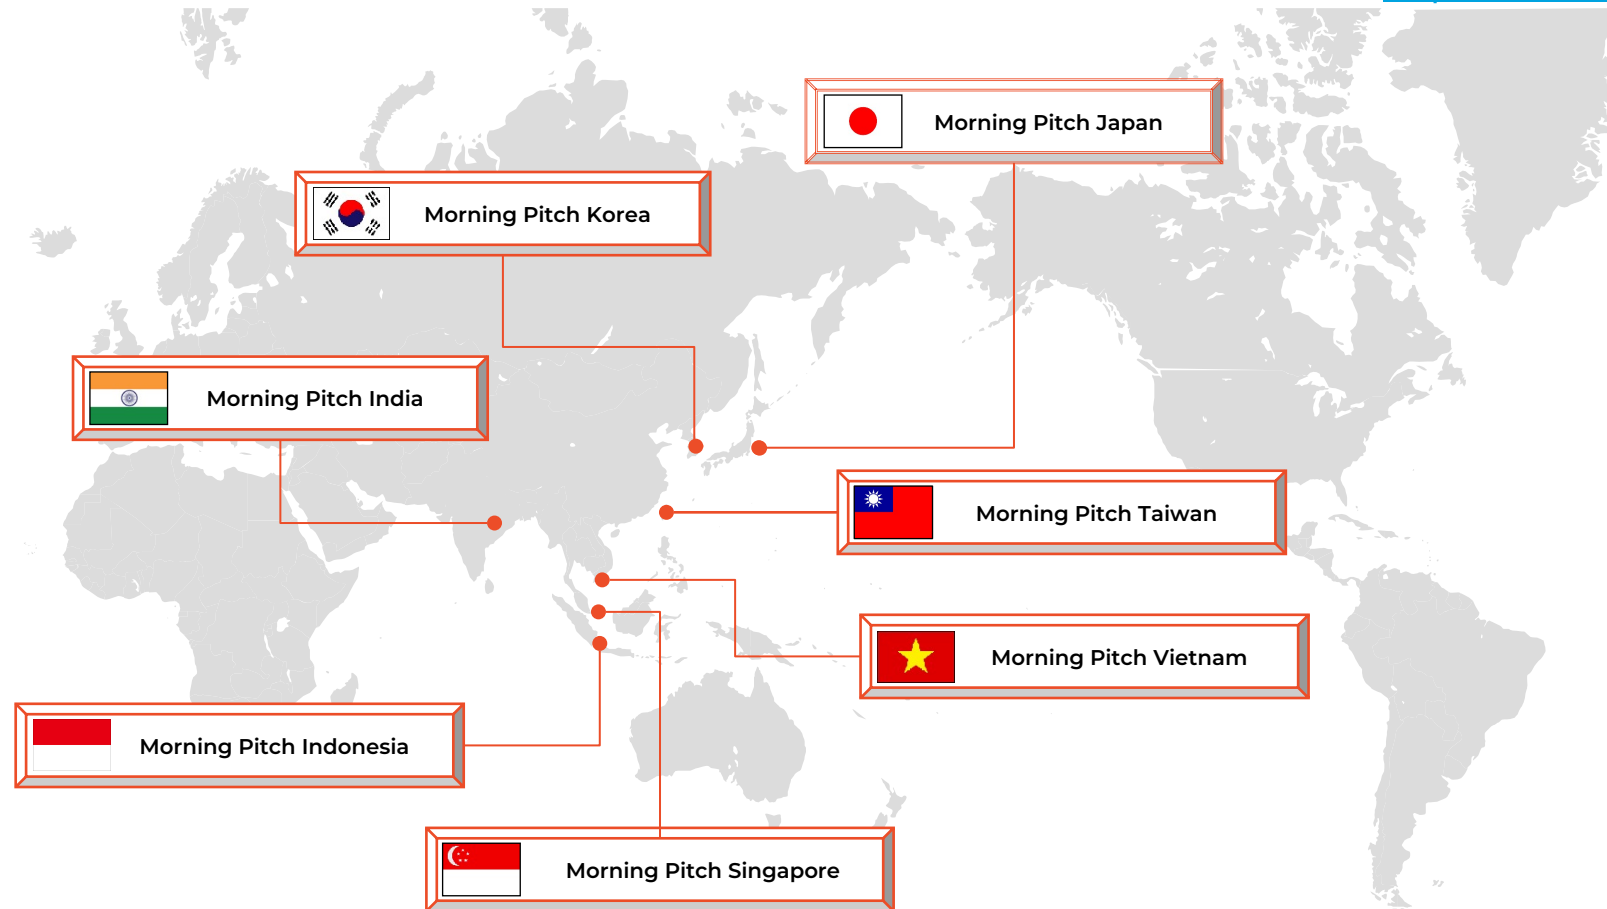 Morning Pitch Japan
Morning Pitch Korea
Morning Pitch India
Morning Pitch Taiwan
Morning Pitch Vietnam
Morning Pitch Indonesia
Morning Pitch Singapore